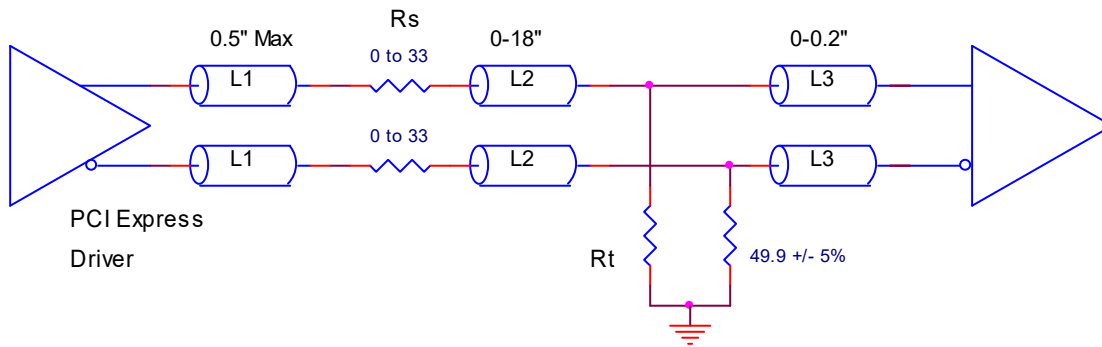 Rs
0.5" Max
0-18"
0-0.2"
0 to 33
L1
L2
L3
0 to 33
L1
L2
L3
PCI Express
Driver
Rt
49.9 +/- 5%